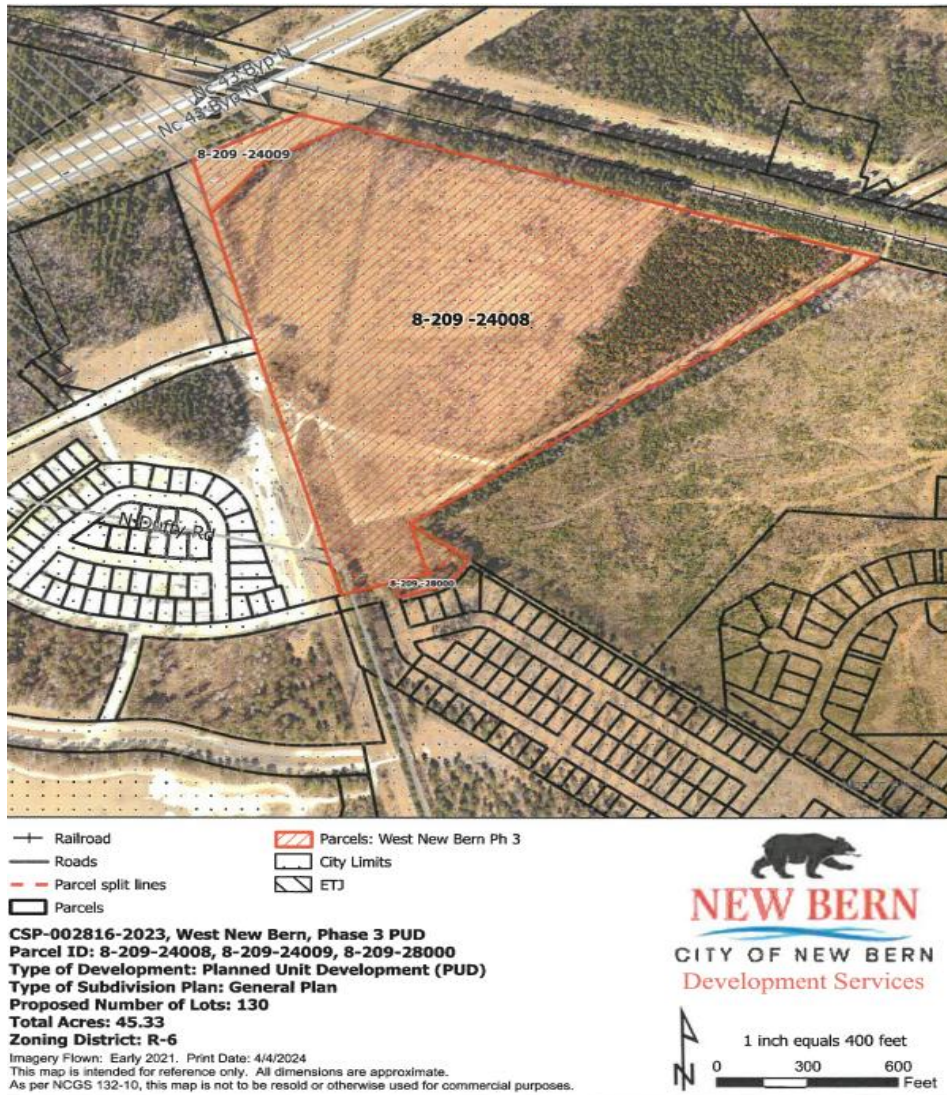 Nc 43 Byp N
Nc 43 Byp N
8-209 -24009
8-209 -24008
N Duffy Rd
8-209 -28000
Railroad
Roads
Parcel split lines
Parcels
Parcels: West New Bern Ph 3
City Limits
ETJ
CSP-002816-2023, West New Bern, Phase 3 PUD
Parcel ID: 8-209-24008, 8-209-24009, 8-209-28000
Type of Development: Planned Unit Development (PUD)
Type of Subdivision Plan: General Plan
Proposed Number of Lots: 130
Total Acres: 45.33
Zoning District: R-6
Imagery Flown: Early 2021. Print Date: 4/4/2024
This map is intended for reference only. All dimensions are approximate.
As per NCGS 132-10, this map is not to be resold or otherwise used for commercial purposes.
NEW BERN
CITY OF NEW BERN
Development Services
N
1 inch equals 400 feet
0 300 600
Feet